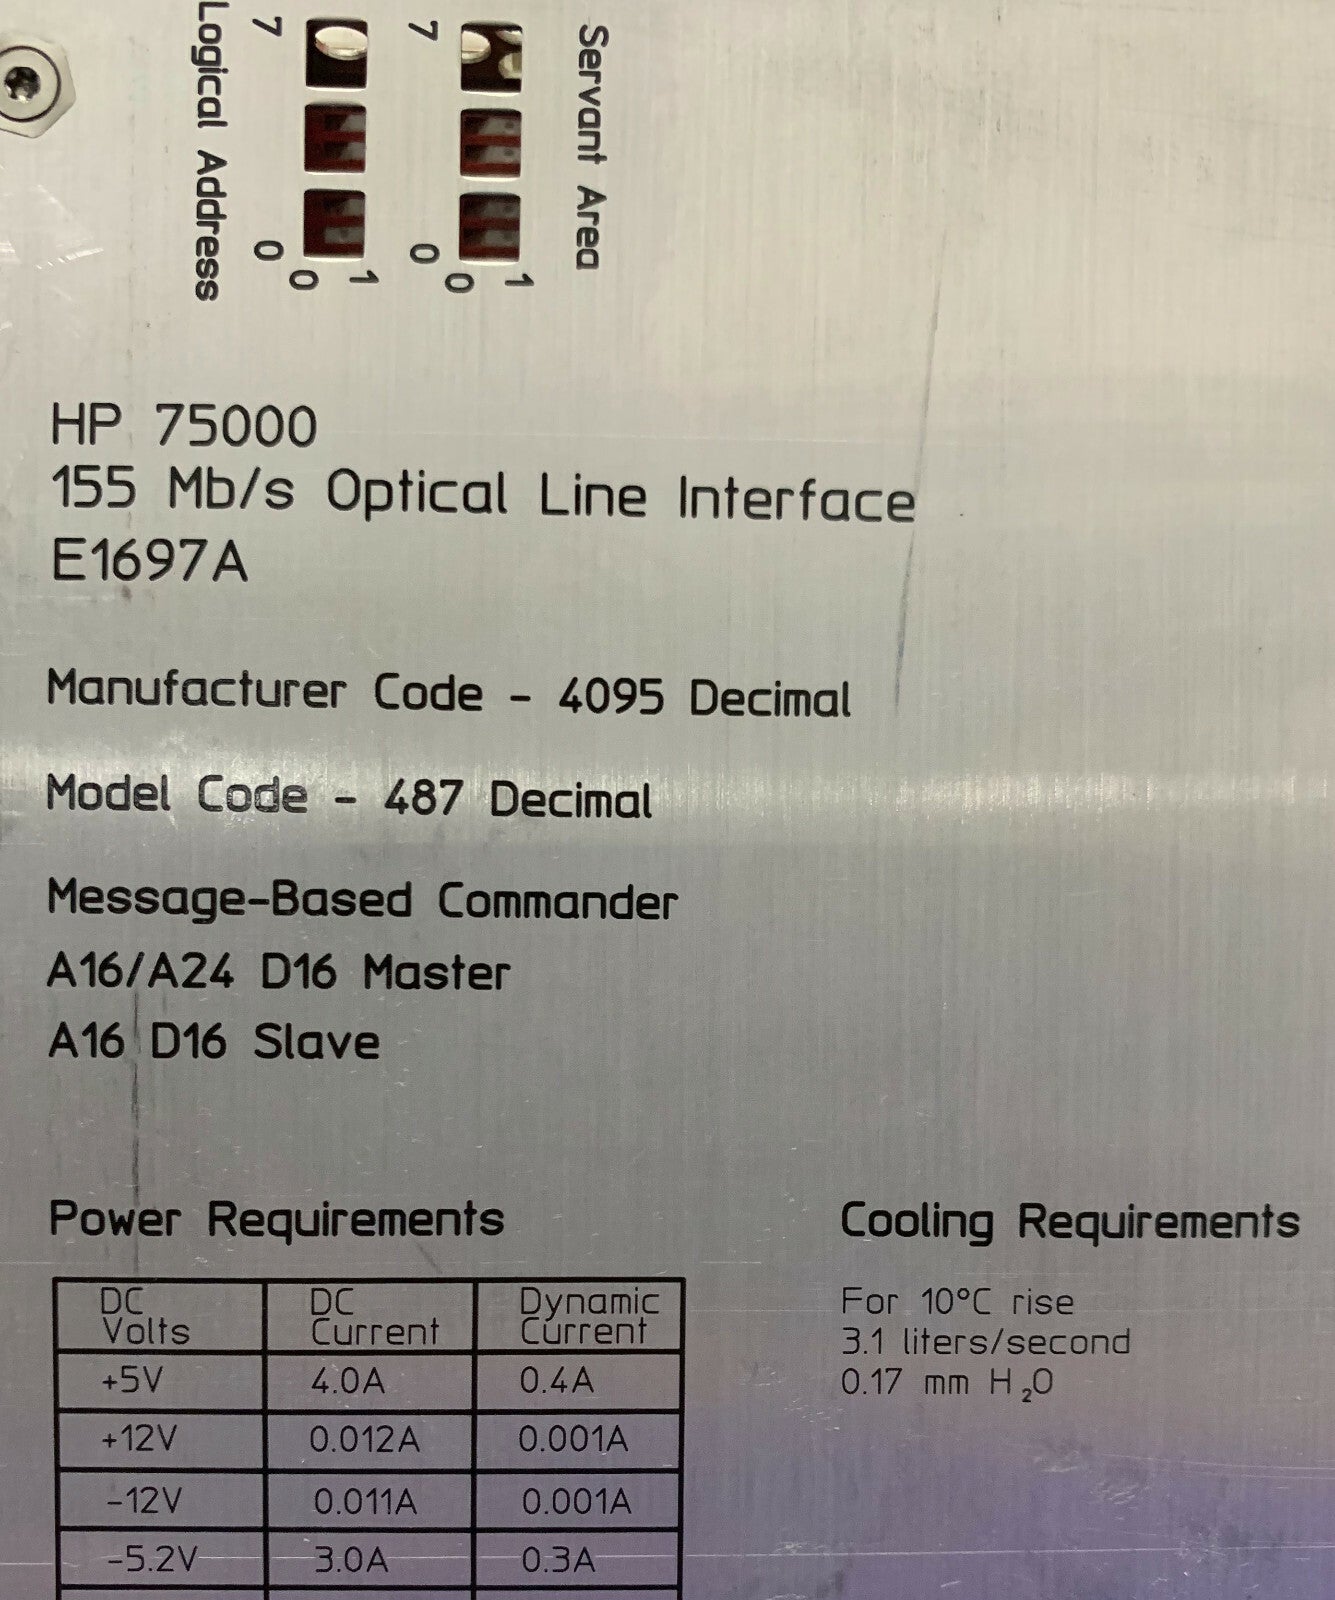 Logical Address
7
0
0
1
7
0
0
1
Servant Area
HP 75000
155 Mb/s Optical Line Interface
E1697A
Manufacturer Code - 4095 Decimal
Model Code - 487 Decimal
Message-Based Commander
A16/A24 D16 Master
A16 D16 Slave
Power Requirements
DC Volts DC Current Dynamic Current
+5V 4.0A 0.4A
+12V 0.012A 0.001A
-12V 0.011A 0.001A
-5.2V 3.0A 0.3A
Cooling Requirements
For 10°C rise
3.1 liters/second
0.17 mm H₂O